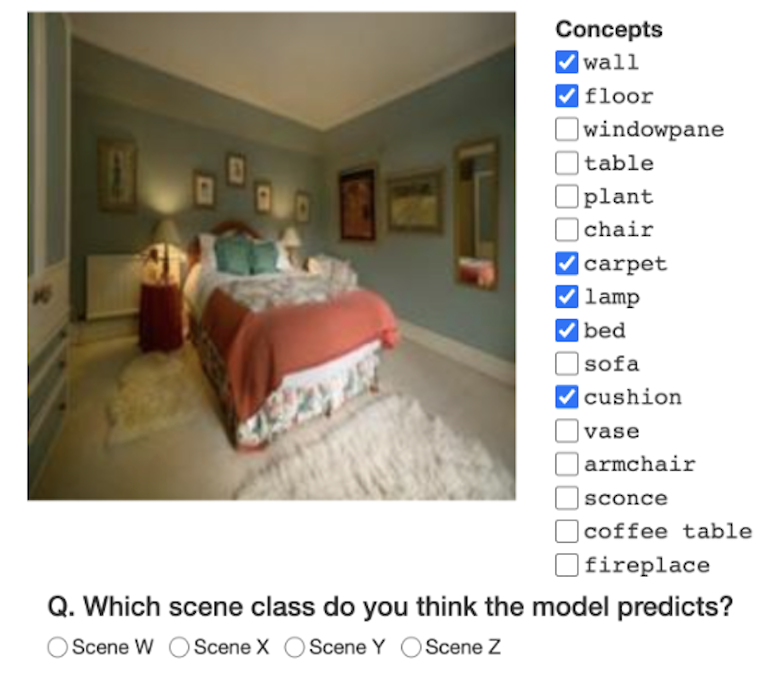 Concepts
wall
floor
windowpane
table
plant
chair
carpet
lamp
bed
sofa
cushion
vase
armchair
sconce
coffee table
fireplace
Q. Which scene class do you think the model predicts?
Scene W Scene X Scene Y Scene Z